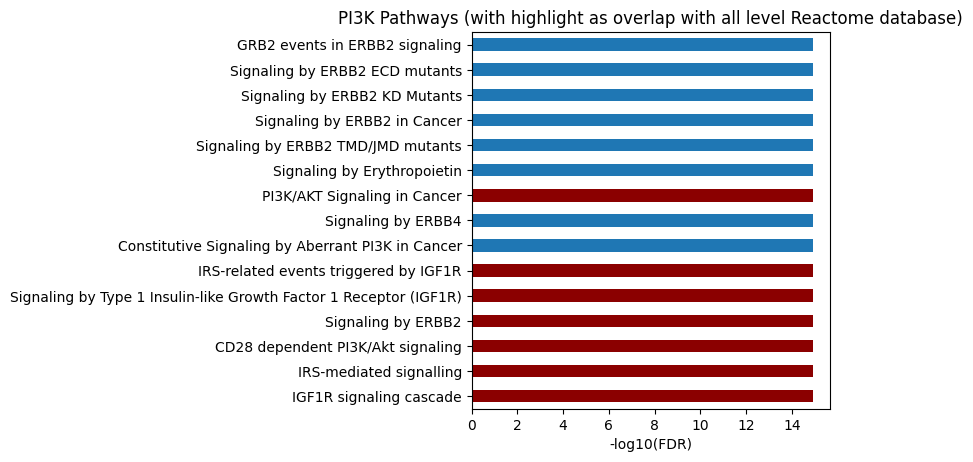 PI3K Pathways (with highlight as overlap with all level Reactome database)
GRB2 events in ERBB2 signaling
Signaling by ERBB2 ECD mutants
Signaling by ERBB2 KD Mutants
Signaling by ERBB2 in Cancer
Signaling by ERBB2 TMD/JMD mutants
Signaling by Erythropoietin
PI3K/AKT Signaling in Cancer
Signaling by ERBB4
Constitutive Signaling by Aberrant PI3K in Cancer
IRS-related events triggered by IGF1R
Signaling by Type 1 Insulin-like Growth Factor 1 Receptor (IGF1R)
Signaling by ERBB2
CD28 dependent PI3K/Akt signaling
IRS-mediated signalling
IGF1R signaling cascade
0 2 4 6 8 10 12 14
-log10(FDR)